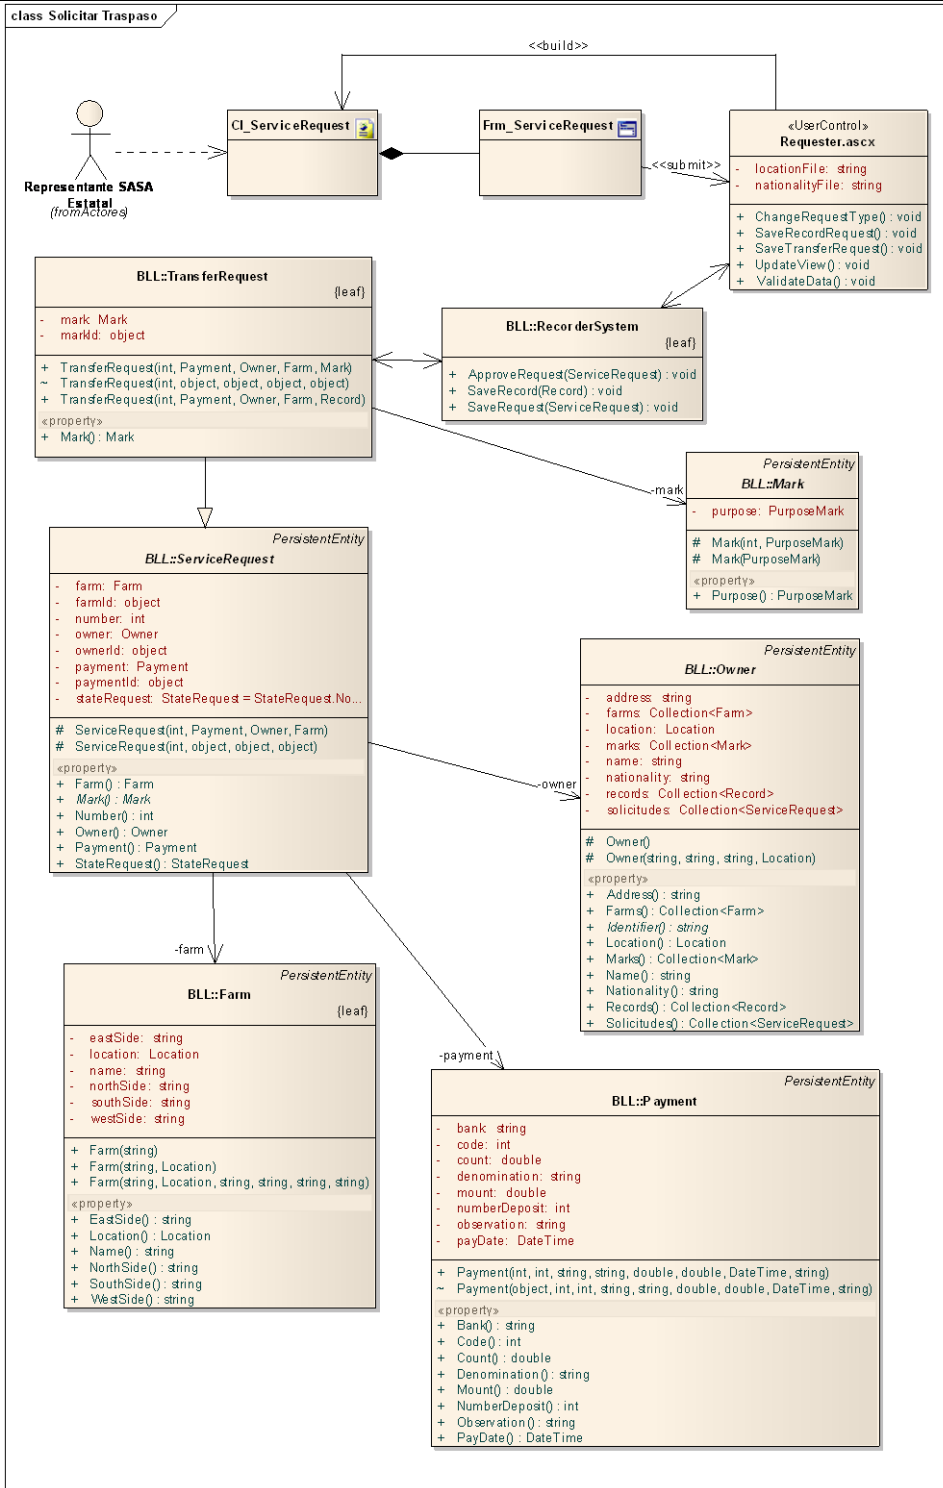 class Solicitar Traspaso
<<build>>
CI_ServiceRequest
Frm_ServiceRequest
<<submit>>
«UserControl»
Requester.ascx
- locationFile: string
- nationalityFile: string
+ ChangeRequestType() : void
+ SaveRecordRequest() : void
+ SaveTransferRequest() : void
+ UpdateView() : void
+ ValidateData() : void
Representante SASA
Estatal
(fromActores)
BLL::TransferRequest
{leaf}
- mark: Mark
- markId: object
+ TransferRequest(int, Payment, Owner, Farm, Mark)
~ TransferRequest(int, object, object, object, object)
+ TransferRequest(int, Payment, Owner, Farm, Record)
«property»
+ Mark() : Mark
BLL::RecorderSystem
{leaf}
+ ApproveRequest(ServiceRequest) : void
+ SaveRecord(Record) : void
+ SaveRequest(ServiceRequest) : void
-mark
PersistentEntity
BLL::Mark
- purpose: PurposeMark
# Mark(int, PurposeMark)
# Mark(PurposeMark)
«property»
+ Purpose() : PurposeMark
PersistentEntity
BLL::ServiceRequest
- farm: Farm
- farmId: object
- number: int
- owner: Owner
- ownerId: object
- payment: Payment
- paymentId: object
- stateRequest: StateRequest = StateRequest.No...
# ServiceRequest(int, Payment, Owner, Farm)
# ServiceRequest(int, object, object, object)
«property»
+ Farm() : Farm
+ Mark() : Mark
+ Number() : int
+ Owner() : Owner
+ Payment() : Payment
+ StateRequest() : StateRequest
-owner
PersistentEntity
BLL::Owner
- address: string
- farms: Collection<Farm>
- location: Location
- marks: Collection<Mark>
- name: string
- nationality: string
- records: Collection<Record>
- solicitudes: Collection<ServiceRequest>
# Owner()
# Owner(string, string, string, Location)
«property»
+ Address() : string
+ Farms() : Collection<Farm>
+ Identifier() : string
+ Location() : Location
+ Marks() : Collection<Mark>
+ Name() : string
+ Nationality() : string
+ Records() : Collection<Record>
+ Solicitudes() : Collection<ServiceRequest>
-farm
PersistentEntity
BLL::Farm
{leaf}
- eastSide: string
- location: Location
- name: string
- northSide: string
- southSide: string
- westSide: string
+ Farm(string)
+ Farm(string, Location)
+ Farm(string, Location, string, string, string, string)
«property»
+ EastSide() : string
+ Location() : Location
+ Name() : string
+ NorthSide() : string
+ SouthSide() : string
+ WestSide() : string
-payment
PersistentEntity
BLL::Payment
- bank: string
- code: int
- count: double
- denomination: string
- mount: double
- numberDeposit: int
- observation: string
- payDate: DateTime
+ Payment(int, int, string, string, double, double, DateTime, string)
~ Payment(object, int, int, string, string, double, double, DateTime, string)
«property»
+ Bank() : string
+ Code() : int
+ Count() : double
+ Denomination() : string
+ Mount() : double
+ NumberDeposit() : int
+ Observation() : string
+ PayDate() : DateTime